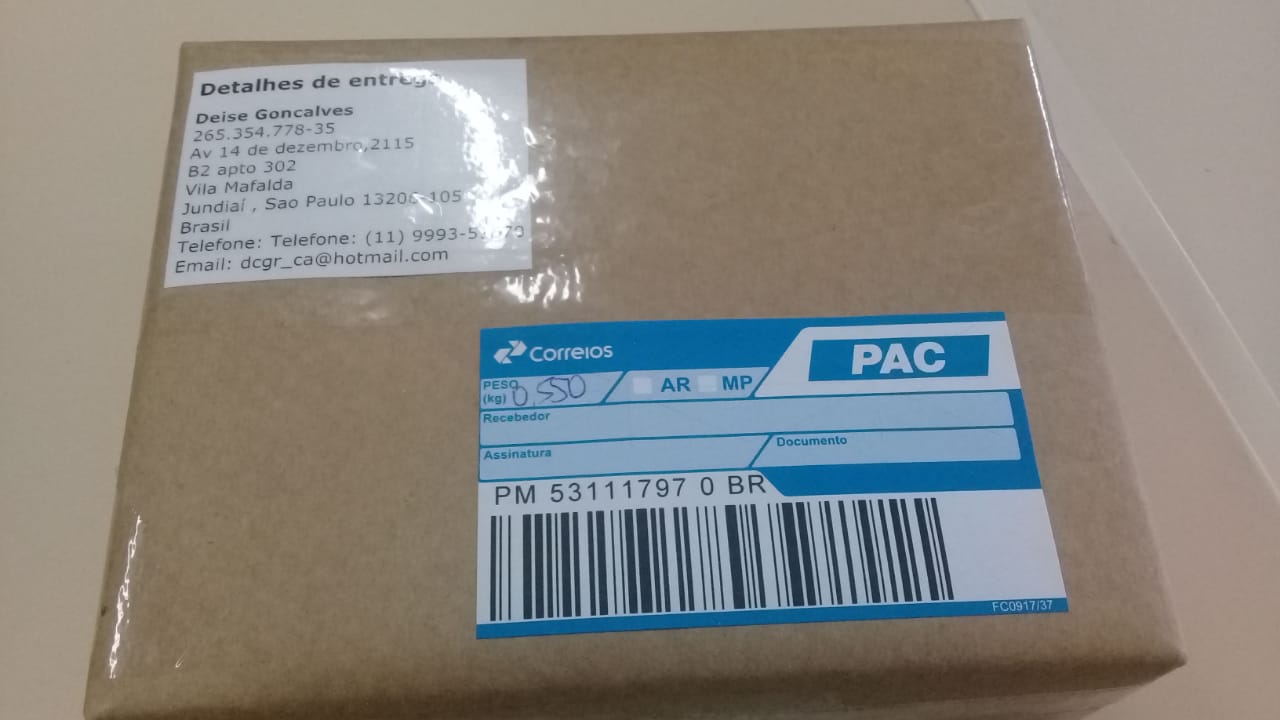 Detalhes de entrega
Deise Goncalves
265.354.778-35
Av 14 de dezembro,2115
B2 apto 302
Vila Mafalda
Jundiaí , Sao Paulo
Brasil
Telefone: Telefone: (11)
Email: dcgr_ca@hotmail.com
Correios
PAC
PESO
(kg) 0,550
AR MP
Recebedor
Assinatura
Documento
PM 53111797 0 BR
FC0917/37